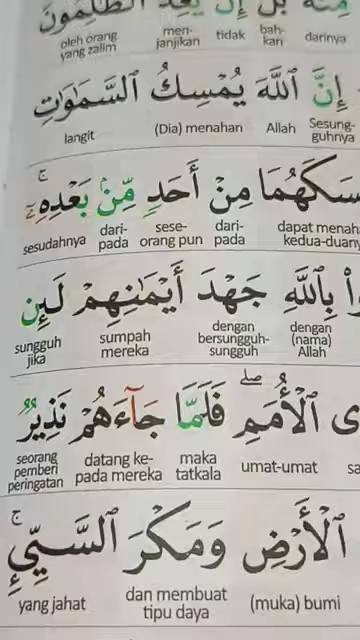 مِنْهُ بَلْ إِنْ يَعِدُ الظّٰلِمُونَ
oleh orang yang zalim men-janjikan tidak bah-kan darinya
إِنَّ ٱللَّهَ يُمْسِكُ ٱلسَّمٰوٰتِ
langit (Dia) menahan Allah Sesung-guhnya
مِنْ أَحَدٍ مِّنْۢ بَعْدِهِۦٓ ۚ
sesudahnya dari-pada sese-orang pun dari-pada dapat menah kedua-duan
بِٱللَّهِ جَهْدَ أَيْمَٰنِهِمْ لَئِن
sungguh jika sumpah mereka dengan bersungguh-sungguh dengan (nama) Allah
ٱلْأُمَمِ ۖ فَلَمَّا جَآءَهُمْ نَذِيرٌ
seorang pemberi peringatan datang ke-pada mereka maka tatkala umat-umat
ٱلْأَرْضِ وَمَكْرَ ٱلسَّيِّئِ ۚ
yang jahat dan membuat tipu daya (muka) bumi